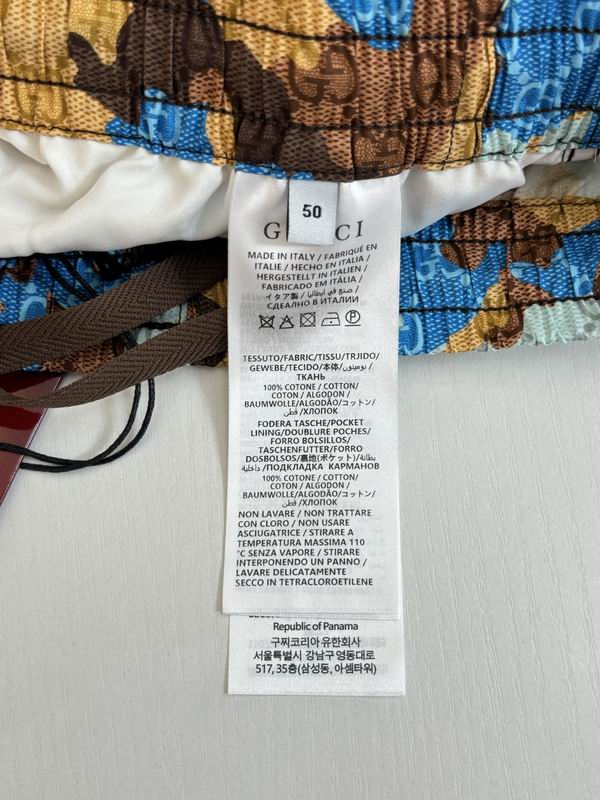 50
GUCCI
MADE IN ITALY / FABRIQUÉ EN
ITALIE / HECHO EN ITALIA /
HERGESTELLT IN ITALIEN /
FABRICADO EM ITÁLIA /
イタリア製 / صنع في ايطاليا /
СДЕЛАНО В ИТАЛИИ
TESSUTO/FABRIC/TISSU/TRJIDO/
GEWEBE/TECIDO/本体/نومينون/
ТКАНЬ
100% COTONE / COTTON/
COTON / ALGODON /
BAUMWOLLE/ALGODÃO/コットン/
قطن /ХЛОПОК
FODERA TASCHE/POCKET
LINING/DOUBLURE POCHES/
FORRO BOLSILLOS/
TASCHENFUTTER/FORRO
DOSBOLSOS/裏地(ポケット)/بطانة
داخلية /ПОДКЛАДКА КАРМАНОВ
100% COTONE / COTTON/
COTON / ALGODON /
BAUMWOLLE/ALGODÃO/コットン/
قطن /ХЛОПОК
NON LAVARE / NON TRATTARE
CON CLORO / NON USARE
ASCIUGATRICE / STIRARE A
TEMPERATURA MASSIMA 110
°C SENZA VAPORE / STIRARE
INTERPONENDO UN PANNO /
LAVARE DELICATAMENTE
SECCO IN TETRACLOROETILENE
Republic of Panama
구찌코리아 유한회사
서울특별시 강남구 영동대로
517, 35층(삼성동, 아셈타워)